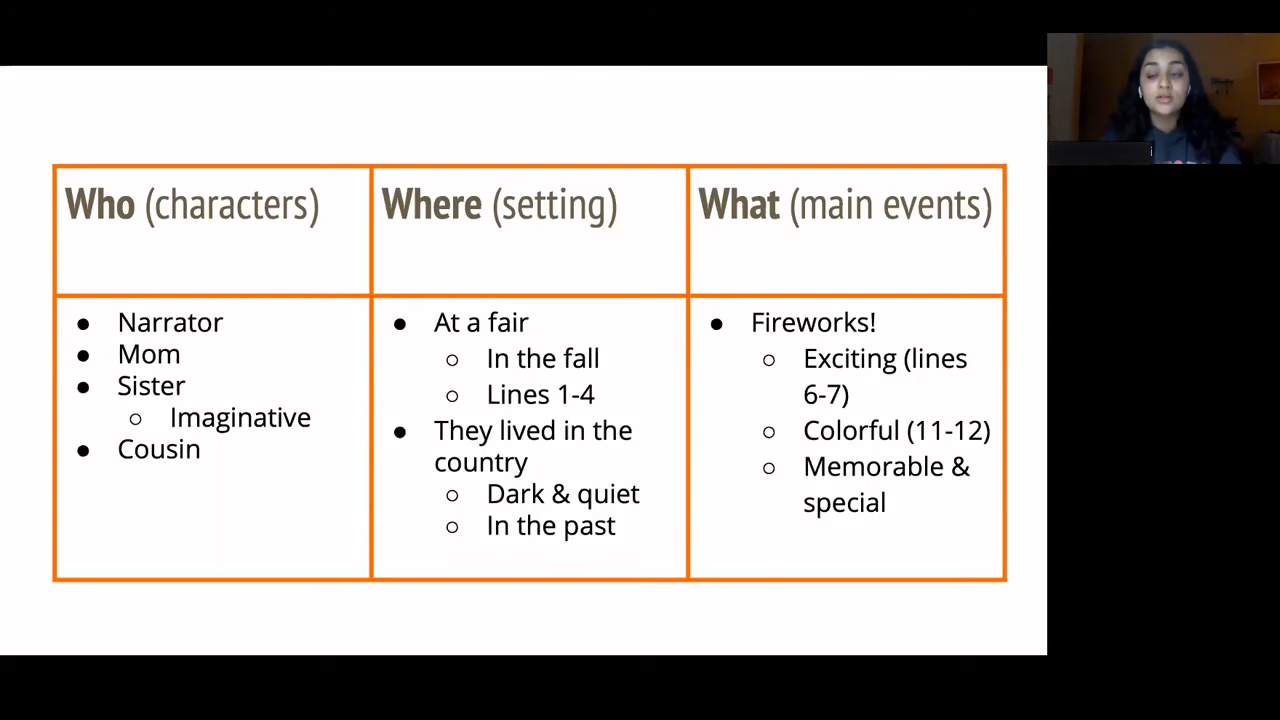 Who (characters)
Where (setting)
What (main events)
● Narrator
● Mom
● Sister
○ Imaginative
● Cousin
● At a fair
○ In the fall
○ Lines 1-4
● They lived in the
country
○ Dark & quiet
○ In the past
● Fireworks!
○ Exciting (lines
6-7)
○ Colorful (11-12)
○ Memorable &
special